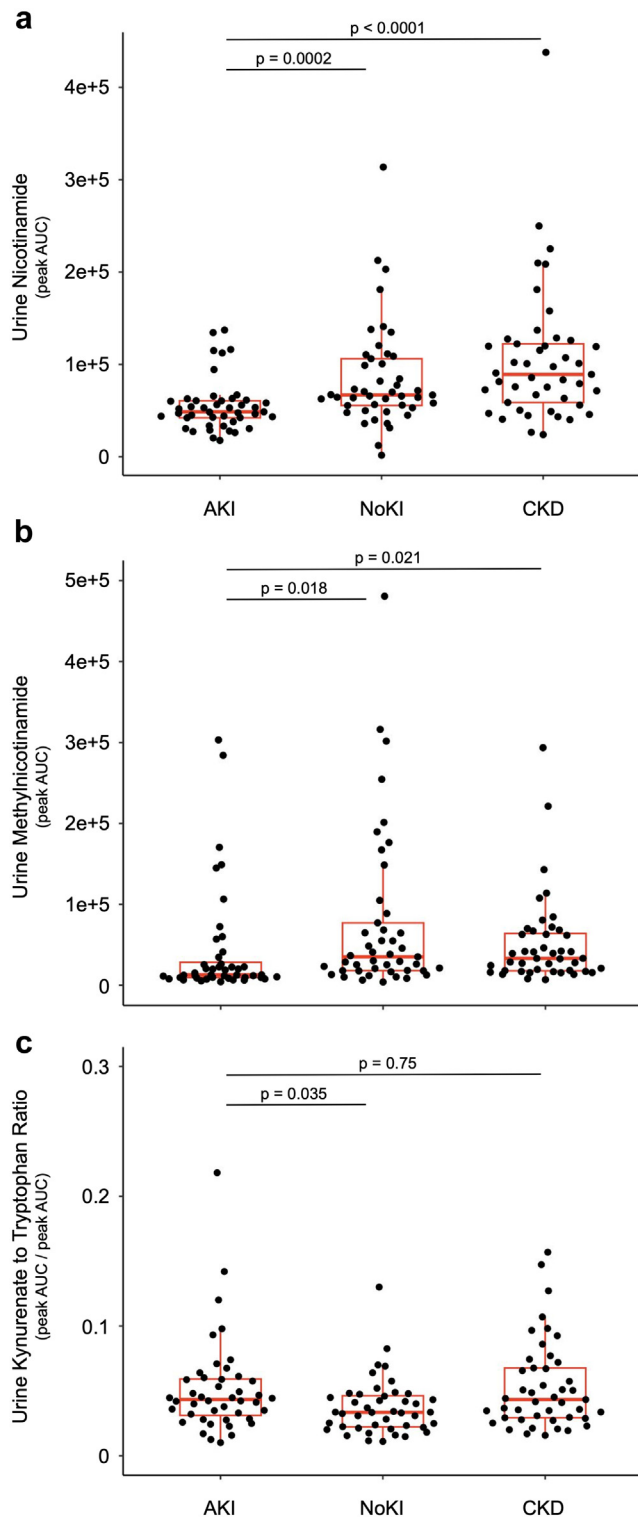 a
p < 0.0001
p = 0.0002
Urine Nicotinamide
(peak AUC)
4e+5
3e+5
2e+5
1e+5
0
AKI NoKI CKD
b
p = 0.021
p = 0.018
Urine Methylnicotinamide
(peak AUC)
5e+5
4e+5
3e+5
2e+5
1e+5
0
c
p = 0.75
p = 0.035
Urine Kynurenate to Tryptophan Ratio
(peak AUC / peak AUC)
0.3
0.2
0.1
0
AKI NoKI CKD